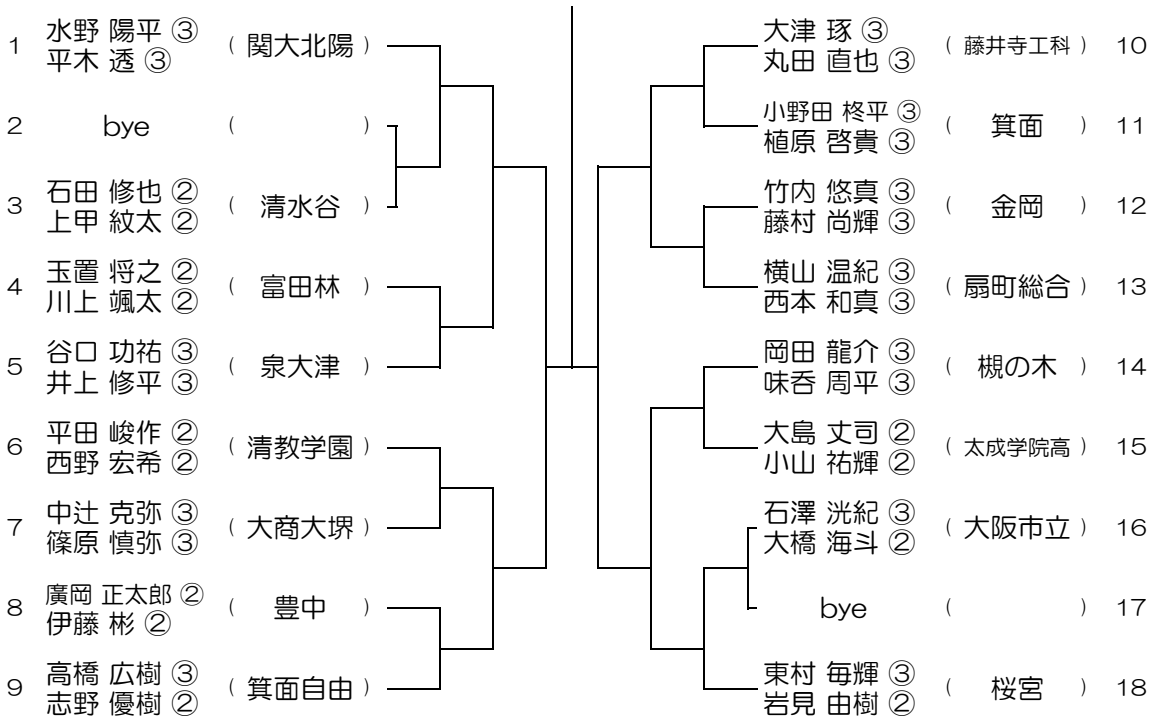 1 水野 陽平 ③
平木 透 ③ ( 関大北陽 )
2 bye ( )
3 石田 修也 ②
上甲 紋太 ② ( 清水谷 )
4 玉置 将之 ②
川上 颯太 ② ( 富田林 )
5 谷口 功祐 ③
井上 修平 ③ ( 泉大津 )
6 平田 峻作 ②
西野 宏希 ② ( 清教学園 )
7 中辻 克弥 ③
篠原 慎弥 ③ ( 大商大堺 )
8 廣岡 正太郎 ②
伊藤 彬 ② ( 豊中 )
9 高橋 広樹 ③
志野 優樹 ② ( 箕面自由 )
大津 琢 ③
丸田 直也 ③ ( 藤井寺工科 ) 10
小野田 柊平 ③
植原 啓貴 ③ ( 箕面 ) 11
竹内 悠真 ③
藤村 尚輝 ③ ( 金岡 ) 12
横山 温紀 ③
西本 和真 ③ ( 扇町総合 ) 13
岡田 龍介 ③
味呑 周平 ③ ( 槻の木 ) 14
大島 丈司 ②
小山 祐輝 ② ( 太成学院高 ) 15
石澤 洸紀 ③
大橋 海斗 ② ( 大阪市立 ) 16
bye ( ) 17
東村 毎輝 ③
岩見 由樹 ② ( 桜宮 ) 18